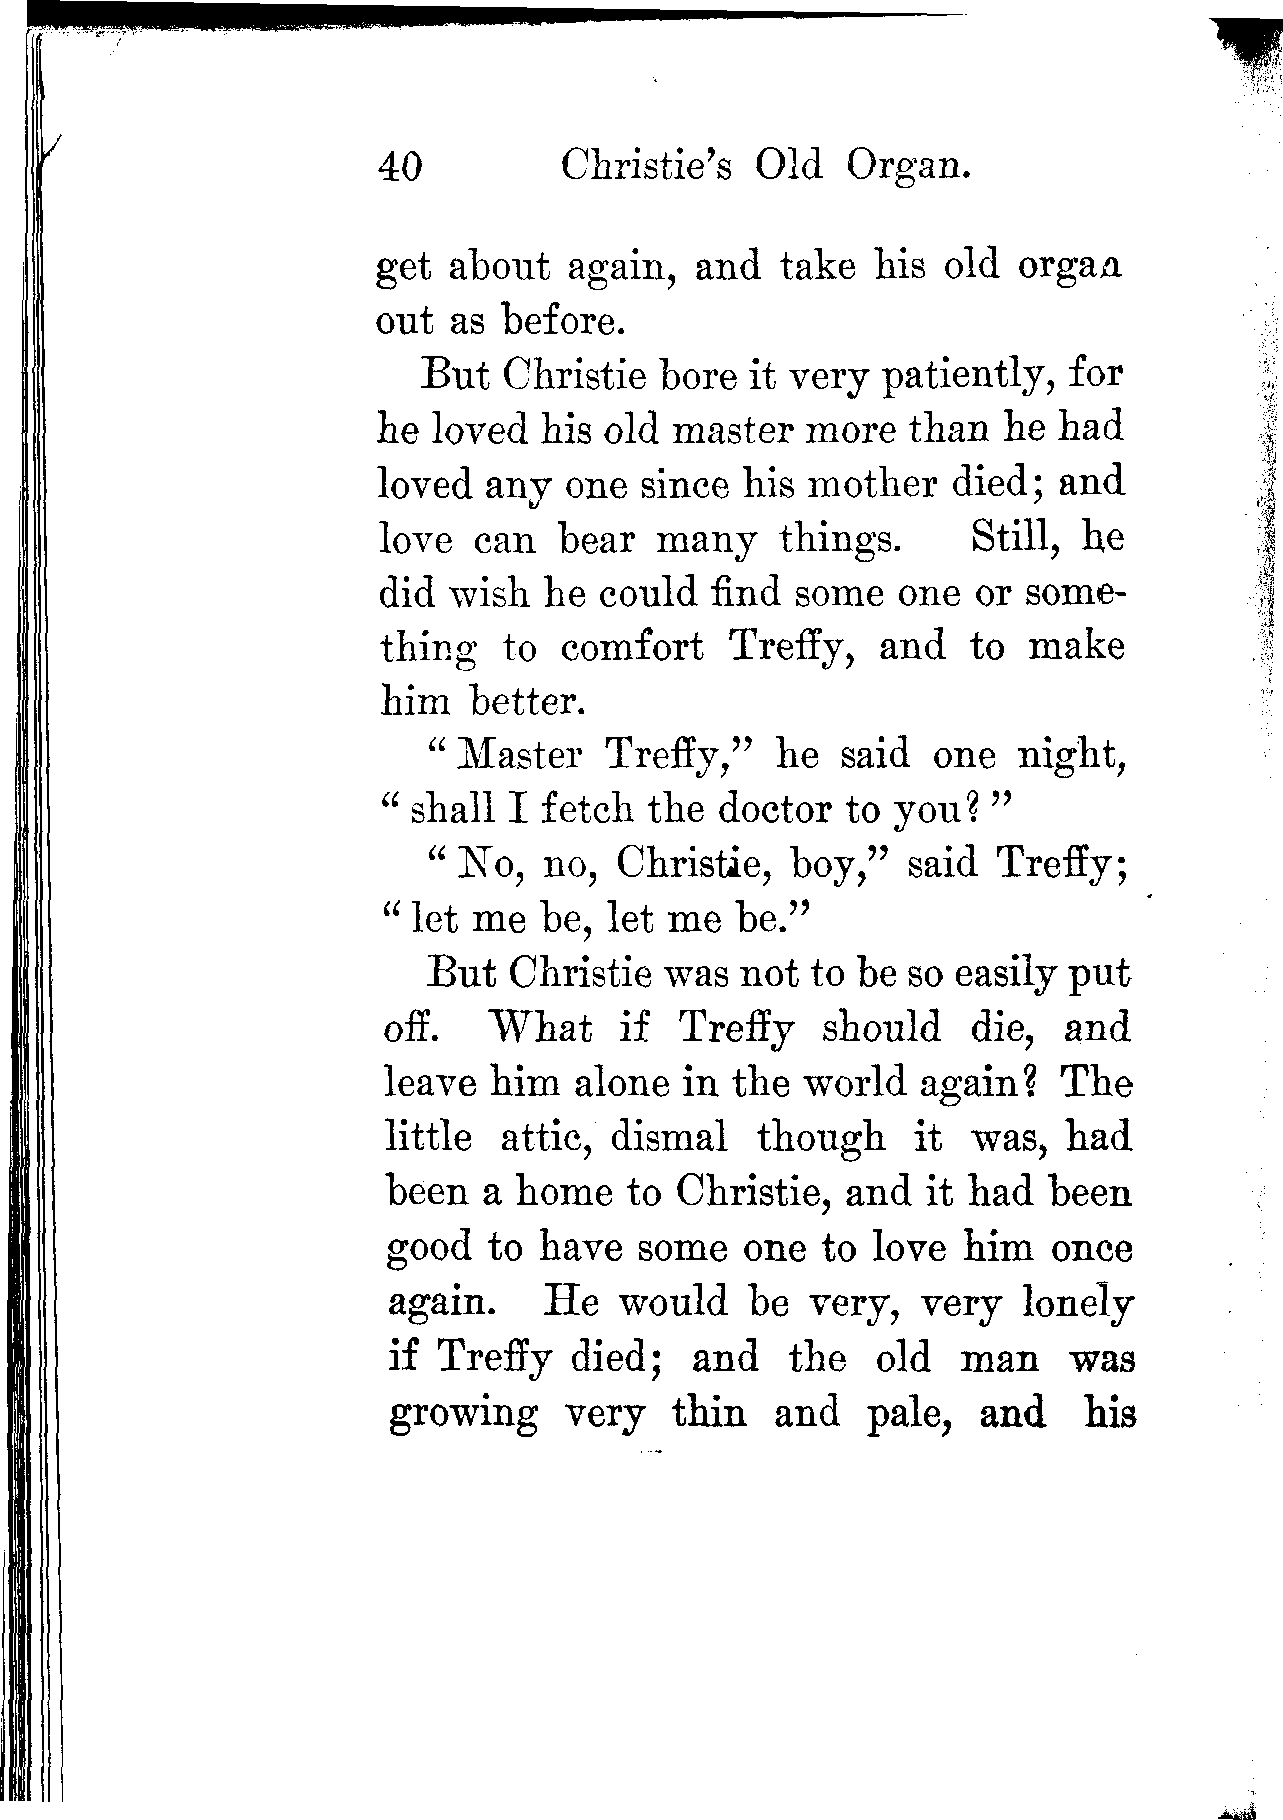 40 Christie's Old Organ.
get about again, and take his old organ
out as before.
But Christie bore it very patiently, for
he loved his old master more than he had
loved any one since his mother died; and
love can bear many things. Still, he
did wish he could find some one or some-
thing to comfort Treffy, and to make
him better.
“ Master Treffy,” he said one night,
“ shall I fetch the doctor to you? ”
“ No, no, Christie, boy,” said Treffy;
“ let me be, let me be.”
But Christie was not to be so easily put
off. What if Treffy should die, and
leave him alone in the world again? The
little attic, dismal though it was, had
been a home to Christie, and it had been
good to have some one to love him once
again. He would be very, very lonely
if Treffy died; and the old man was
growing very thin and pale, and his